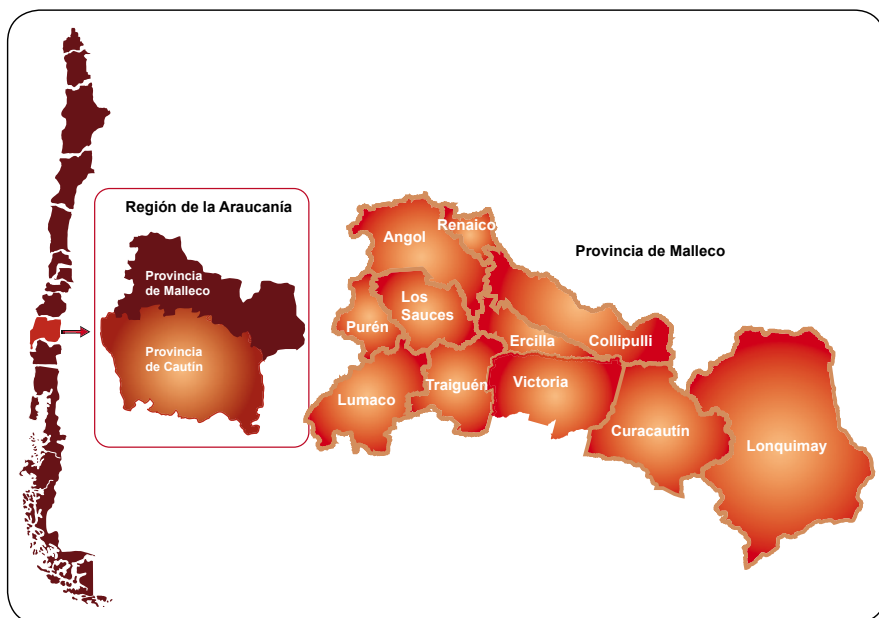 Región de la Araucanía
Provincia
de Malleco
Provincia
de Cautín
Provincia de Malleco
Renaico
Angol
Los
Sauces
Purén
Ercilla
Collipulli
Lumaco
Traiguén
Victoria
Curacautín
Lonquimay